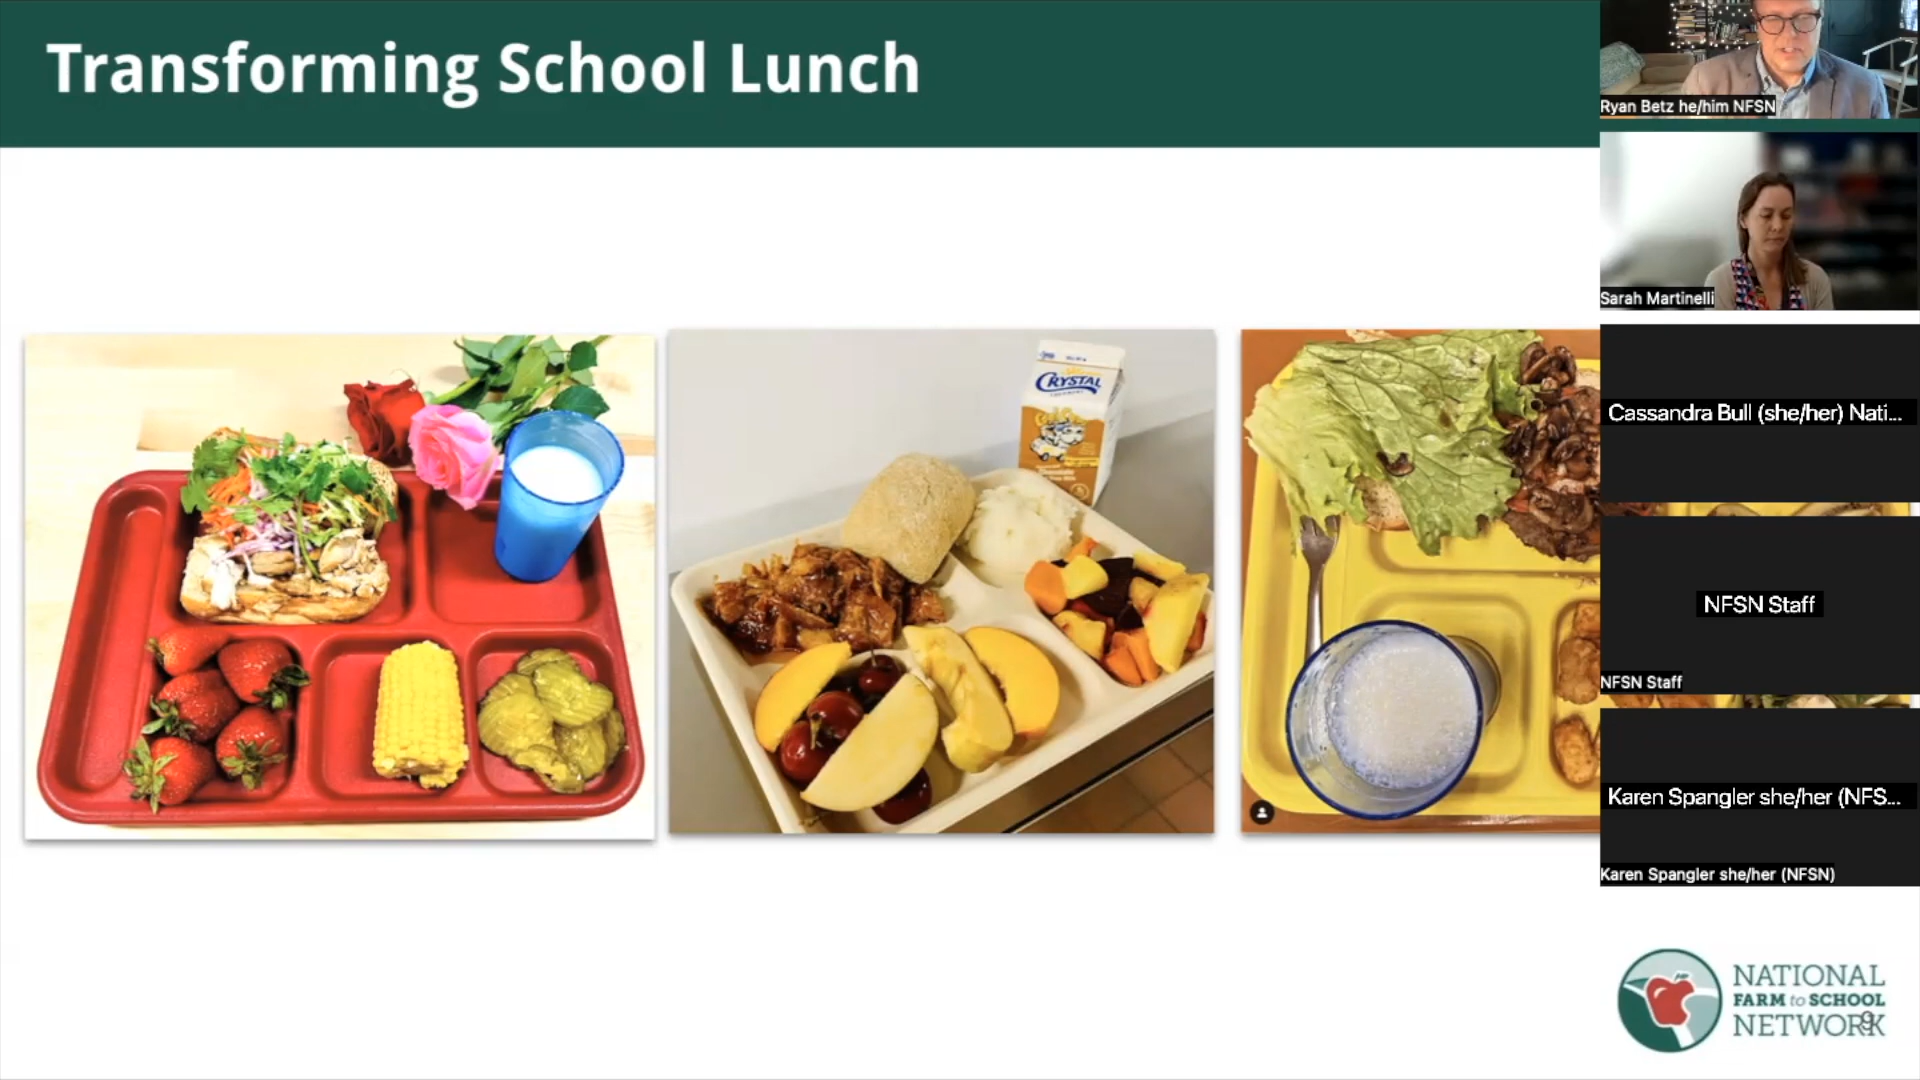 Transforming School Lunch
CRYSTAL
Ryan Betz he/him NFSN
Sarah Martinelli
Cassandra Bull (she/her) Nati...
NFSN Staff
NFSN Staff
Karen Spangler she/her (NFS...
Karen Spangler she/her (NFSN)
NATIONAL
FARM to SCHOOL
NETWORK
9